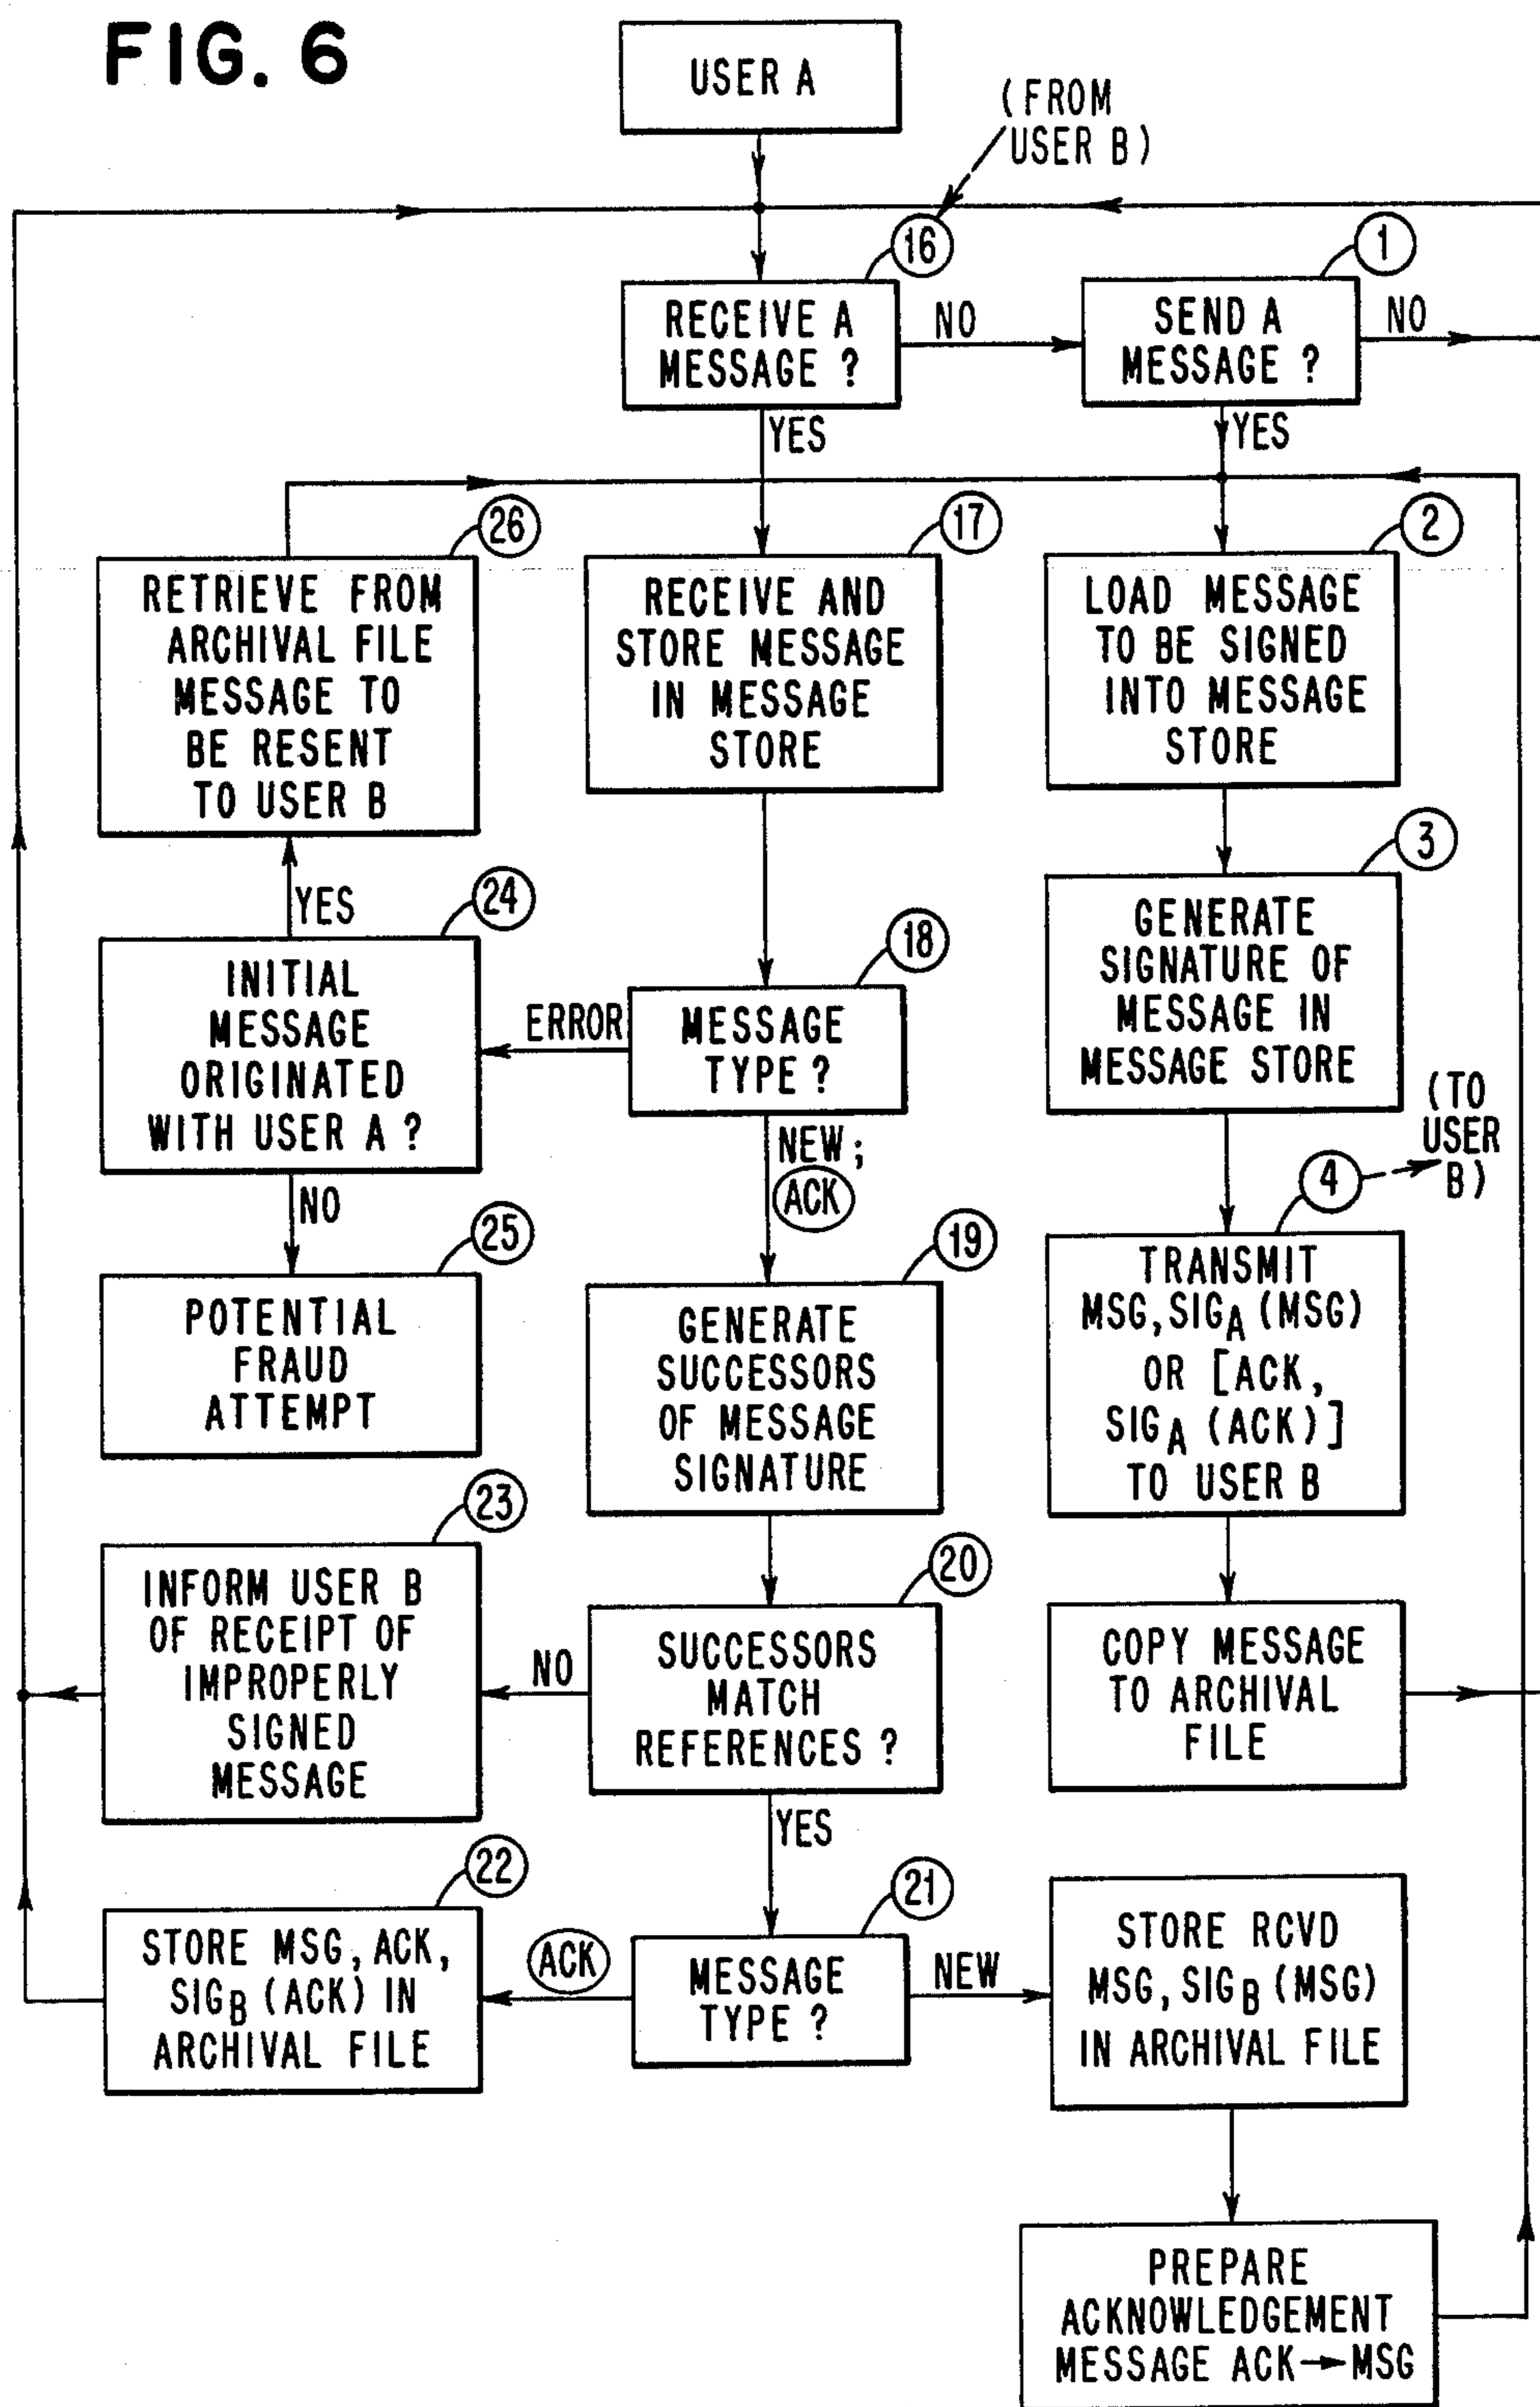 FIG. 6
USER A
(FROM
USER B)
16
RECEIVE A
MESSAGE ?
NO
1
SEND A
MESSAGE ?
NO
YES
YES
26
RETRIEVE FROM
ARCHIVAL FILE
MESSAGE TO
BE RESENT
TO USER B
17
RECEIVE AND
STORE MESSAGE
IN MESSAGE
STORE
2
LOAD MESSAGE
TO BE SIGNED
INTO MESSAGE
STORE
3
GENERATE
SIGNATURE OF
MESSAGE IN
MESSAGE STORE
YES
24
INITIAL
MESSAGE
ORIGINATED
WITH USER A ?
ERROR
18
MESSAGE
TYPE ?
NEW;
ACK
(TO
USER
B)
4
TRANSMIT
MSG, SIGA (MSG)
OR [ACK,
SIGA (ACK)]
TO USER B
NO
25
POTENTIAL
FRAUD
ATTEMPT
19
GENERATE
SUCCESSORS
OF MESSAGE
SIGNATURE
23
INFORM USER B
OF RECEIPT OF
IMPROPERLY
SIGNED
MESSAGE
NO
20
SUCCESSORS
MATCH
REFERENCES ?
COPY MESSAGE
TO ARCHIVAL
FILE
YES
22
STORE MSG, ACK,
SIGB (ACK) IN
ARCHIVAL FILE
ACK
21
MESSAGE
TYPE ?
NEW
STORE RCVD
MSG, SIGB (MSG)
IN ARCHIVAL FILE
PREPARE
ACKNOWLEDGEMENT
MESSAGE ACK→MSG